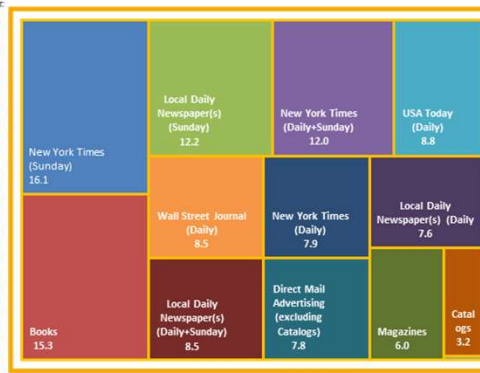 New York Times
(Sunday)
16.1
Local Daily
Newspaper(s)
(Sunday)
12.2
New York Times
(Daily+Sunday)
12.0
USA Today
(Daily)
8.8
Wall Street Journal
(Daily)
8.5
New York Times
(Daily)
7.9
Local Daily
Newspaper(s) (Daily
7.6
Books
15.3
Local Daily
Newspaper(s)
(Daily+Sunday)
8.5
Direct Mail
Advertising
(excluding
Catalogs)
7.8
Magazines
6.0
Catal
ogs
3.2